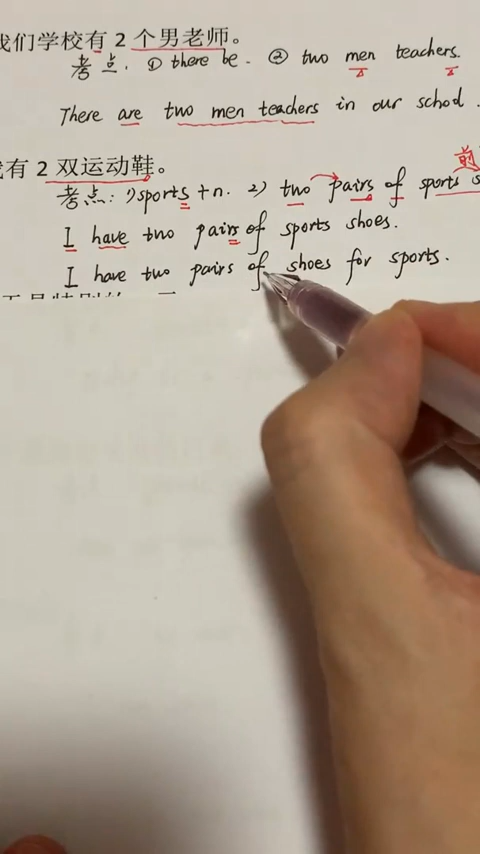 我们学校有 2 个男老师。
考点. ① there be. ② two men teachers.
There are two men teachers in our school.
有 2 双运动鞋。
前
考点: 1) sports + n. 2) two pairs of sports s
I have two pairs of sports shoes.
I have two pairs of shoes for sports.